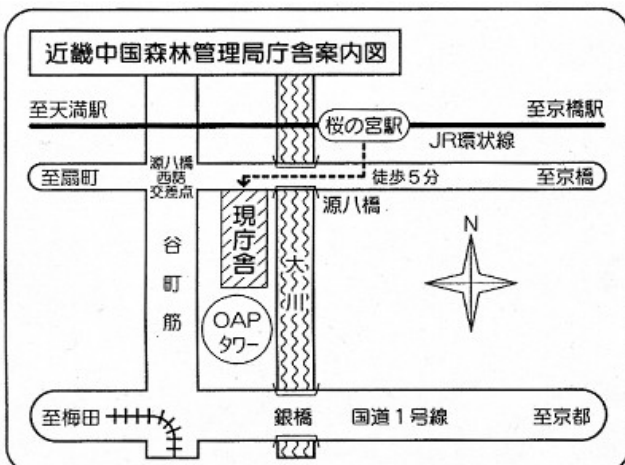 近畿中国森林管理局庁舎案内図
至天満駅
桜の宮駅
至京橋駅
JR環状線
至扇町
源八橋
西詰
交差点
徒歩5分
至京橋
源八橋
現庁舎
大川
谷町筋
N
OAP
タワー
至梅田
銀橋
国道1号線
至京都